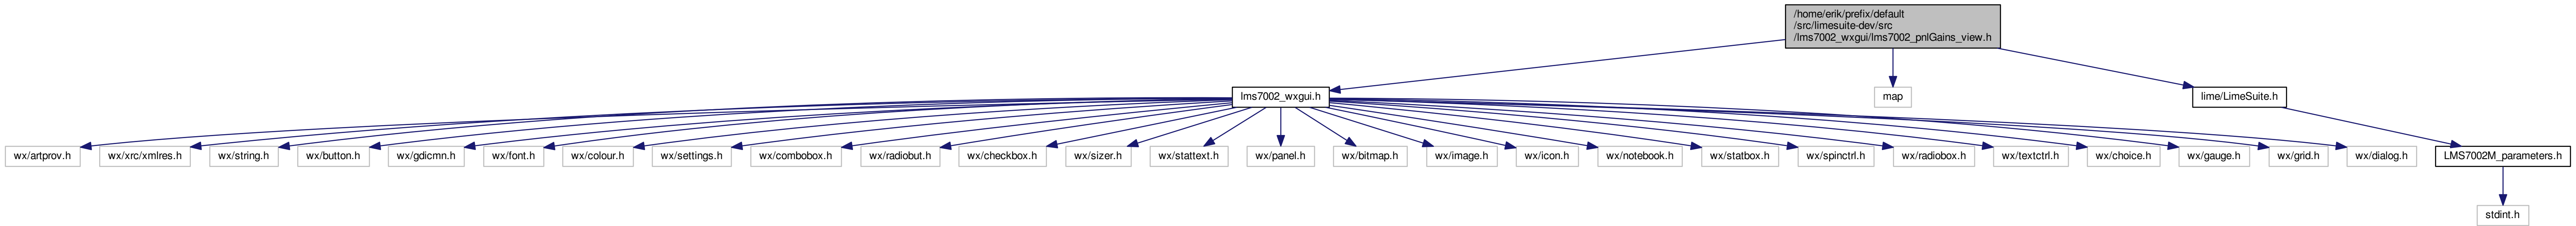 /home/erik/prefix/default
/src/limesuite-dev/src
/lms7002_wxgui/lms7002_pnlGains_view.h
lms7002_wxgui.h
map
lime/LimeSuite.h
wx/artprov.h
wx/xrc/xmlres.h
wx/string.h
wx/button.h
wx/gdicmn.h
wx/font.h
wx/colour.h
wx/settings.h
wx/combobox.h
wx/radiobut.h
wx/checkbox.h
wx/sizer.h
wx/stattext.h
wx/panel.h
wx/bitmap.h
wx/image.h
wx/icon.h
wx/notebook.h
wx/statbox.h
wx/spinctrl.h
wx/radiobox.h
wx/textctrl.h
wx/choice.h
wx/gauge.h
wx/grid.h
wx/dialog.h
LMS7002M_parameters.h
stdint.h